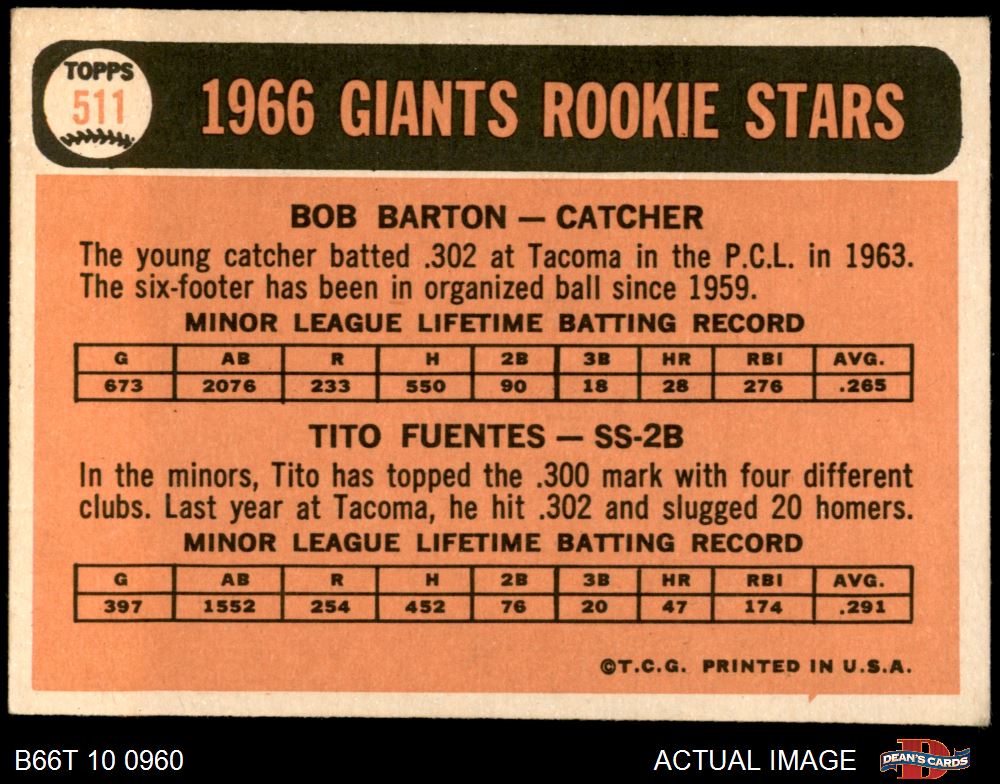 TOPPS
511
1966 GIANTS ROOKIE STARS
BOB BARTON — CATCHER
The young catcher batted .302 at Tacoma in the P.C.L. in 1963.
The six-footer has been in organized ball since 1959.
MINOR LEAGUE LIFETIME BATTING RECORD
G AB R H 2B 3B HR RBI AVG.
673 2076 233 550 90 18 28 276 .265
TITO FUENTES — SS-2B
In the minors, Tito has topped the .300 mark with four different
clubs. Last year at Tacoma, he hit .302 and slugged 20 homers.
MINOR LEAGUE LIFETIME BATTING RECORD
G AB R H 2B 3B HR RBI AVG.
397 1552 254 452 76 20 47 174 .291
©T.C.G. PRINTED IN U.S.A.
B66T 10 0960 ACTUAL IMAGE D DEAN'S CARDS